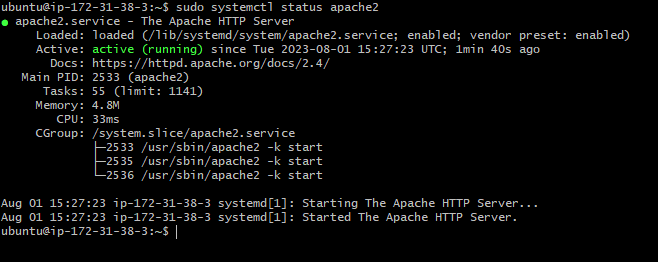 ubuntu@ip-172-31-38-3:~$ sudo systemctl status apache2
● apache2.service - The Apache HTTP Server
     Loaded: loaded (/lib/systemd/system/apache2.service; enabled; vendor preset: enabled)
     Active: active (running) since Tue 2023-08-01 15:27:23 UTC; 1min 40s ago
       Docs: https://httpd.apache.org/docs/2.4/
   Main PID: 2533 (apache2)
      Tasks: 55 (limit: 1141)
     Memory: 4.8M
        CPU: 33ms
     CGroup: /system.slice/apache2.service
             ├─2533 /usr/sbin/apache2 -k start
             ├─2535 /usr/sbin/apache2 -k start
             └─2536 /usr/sbin/apache2 -k start

Aug 01 15:27:23 ip-172-31-38-3 systemd[1]: Starting The Apache HTTP Server...
Aug 01 15:27:23 ip-172-31-38-3 systemd[1]: Started The Apache HTTP Server.
ubuntu@ip-172-31-38-3:~$